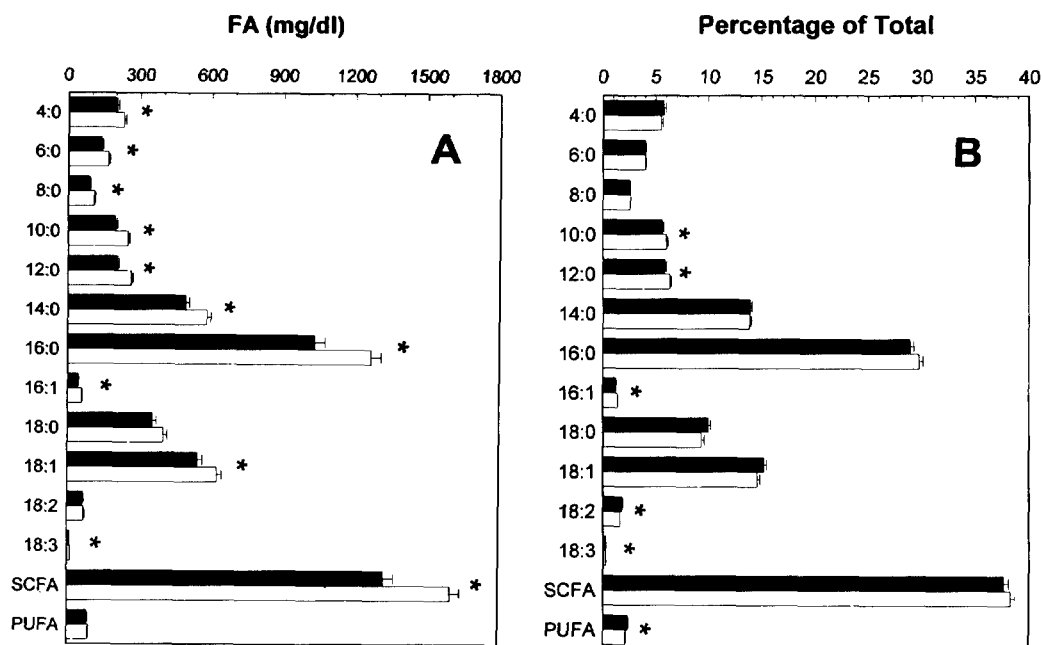 FA (mg/dl)
0 300 600 900 1200 1500 1800
4:0 *
6:0 *
8:0 *
10:0 *
12:0 *
14:0 *
16:0 *
16:1 *
18:0
18:1 *
18:2
18:3 *
SCFA *
PUFA
A
Percentage of Total
0 5 10 15 20 25 30 35 40
4:0
6:0
8:0
10:0 *
12:0 *
14:0
16:0
16:1 *
18:0
18:1
18:2 *
18:3 *
SCFA
PUFA *
B